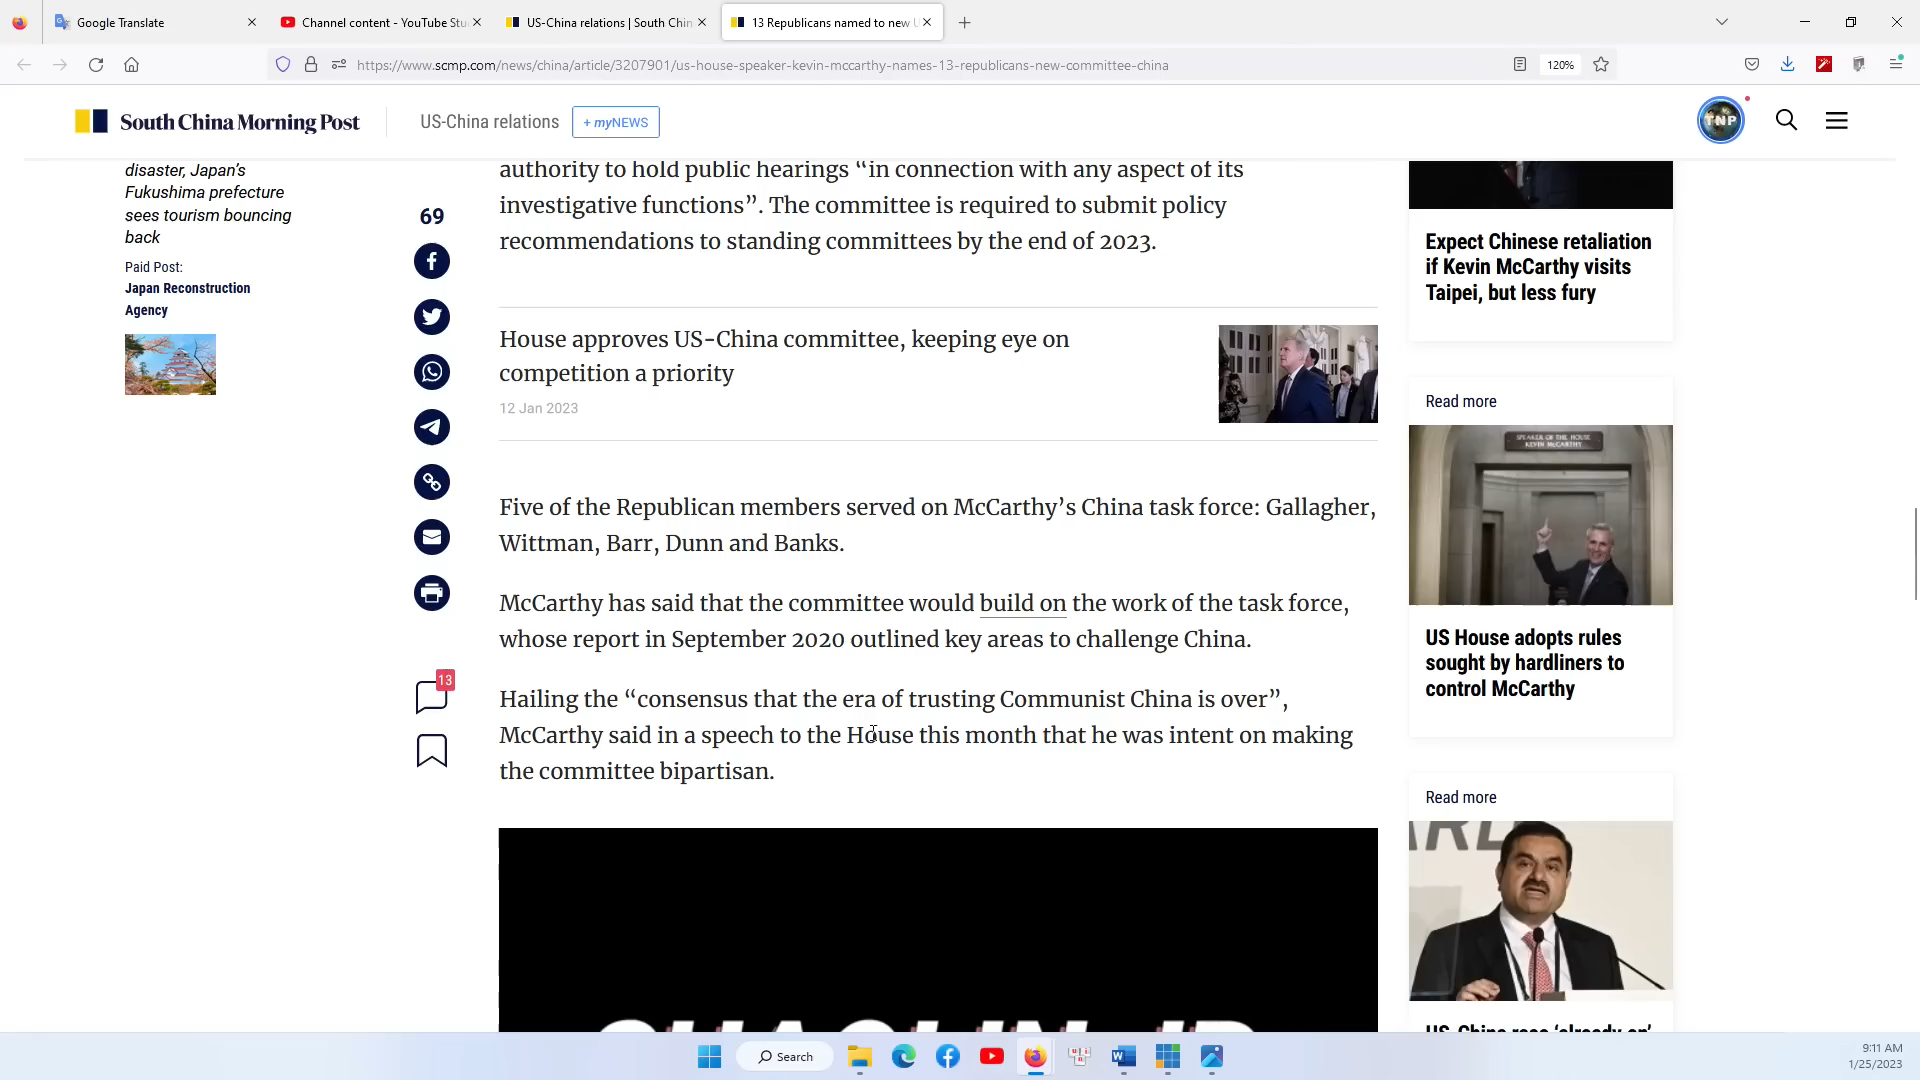 Google Translate
Channel content - YouTube Stu
US-China relations | South Chin
13 Republicans named to new U
https://www.scmp.com/news/china/article/3207901/us-house-speaker-kevin-mccarthy-names-13-republicans-new-committee-china
120%
South China Morning Post
US-China relations
+ myNEWS
TNP
disaster, Japan’s
Fukushima prefecture
sees tourism bouncing
back
Paid Post:
Japan Reconstruction
Agency
69
13
authority to hold public hearings “in connection with any aspect of its
investigative functions”. The committee is required to submit policy
recommendations to standing committees by the end of 2023.
House approves US-China committee, keeping eye on
competition a priority
12 Jan 2023
Five of the Republican members served on McCarthy’s China task force: Gallagher,
Wittman, Barr, Dunn and Banks.
McCarthy has said that the committee would build on the work of the task force,
whose report in September 2020 outlined key areas to challenge China.
Hailing the “consensus that the era of trusting Communist China is over”,
McCarthy said in a speech to the House this month that he was intent on making
the committee bipartisan.
Expect Chinese retaliation
if Kevin McCarthy visits
Taipei, but less fury
Read more
SPEAKER OF THE HOUSE
KEVIN McCARTHY
US House adopts rules
sought by hardliners to
control McCarthy
Read more
Search
9:11 AM
1/25/2023